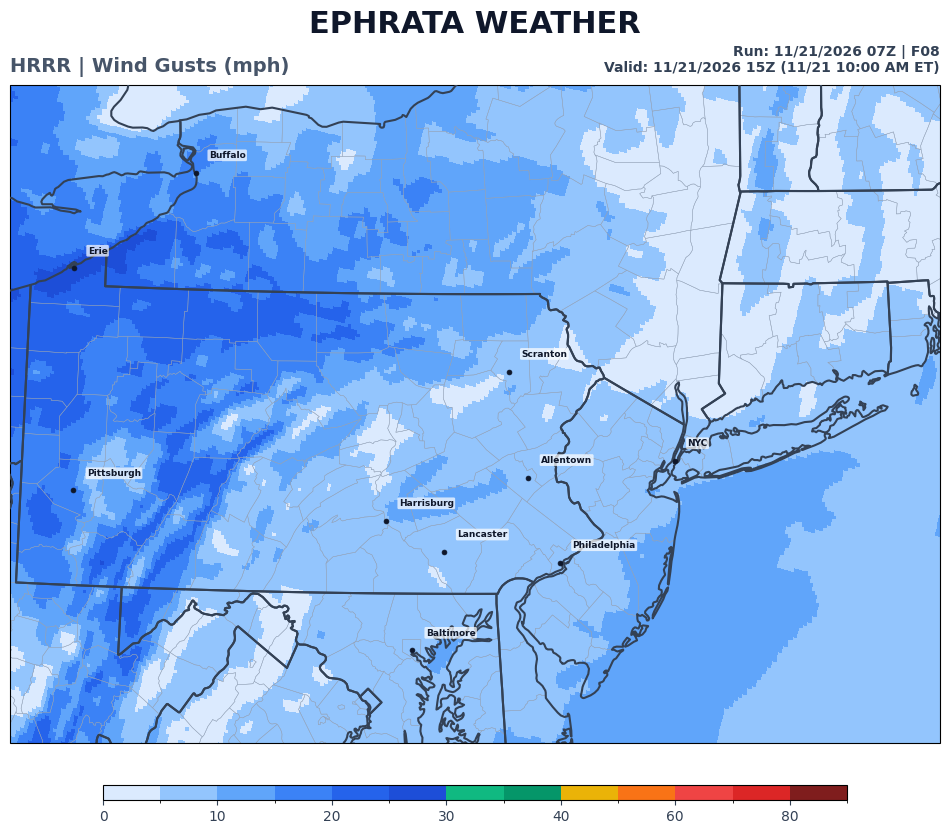 EPHRATA WEATHER
HRRR | Wind Gusts (mph)
Run: 11/21/2026 07Z | F08
Valid: 11/21/2026 15Z (11/21 10:00 AM ET)
Buffalo
Erie
Scranton
NYC
Allentown
Pittsburgh
Harrisburg
Lancaster
Philadelphia
Baltimore
0 10 20 30 40 60 80